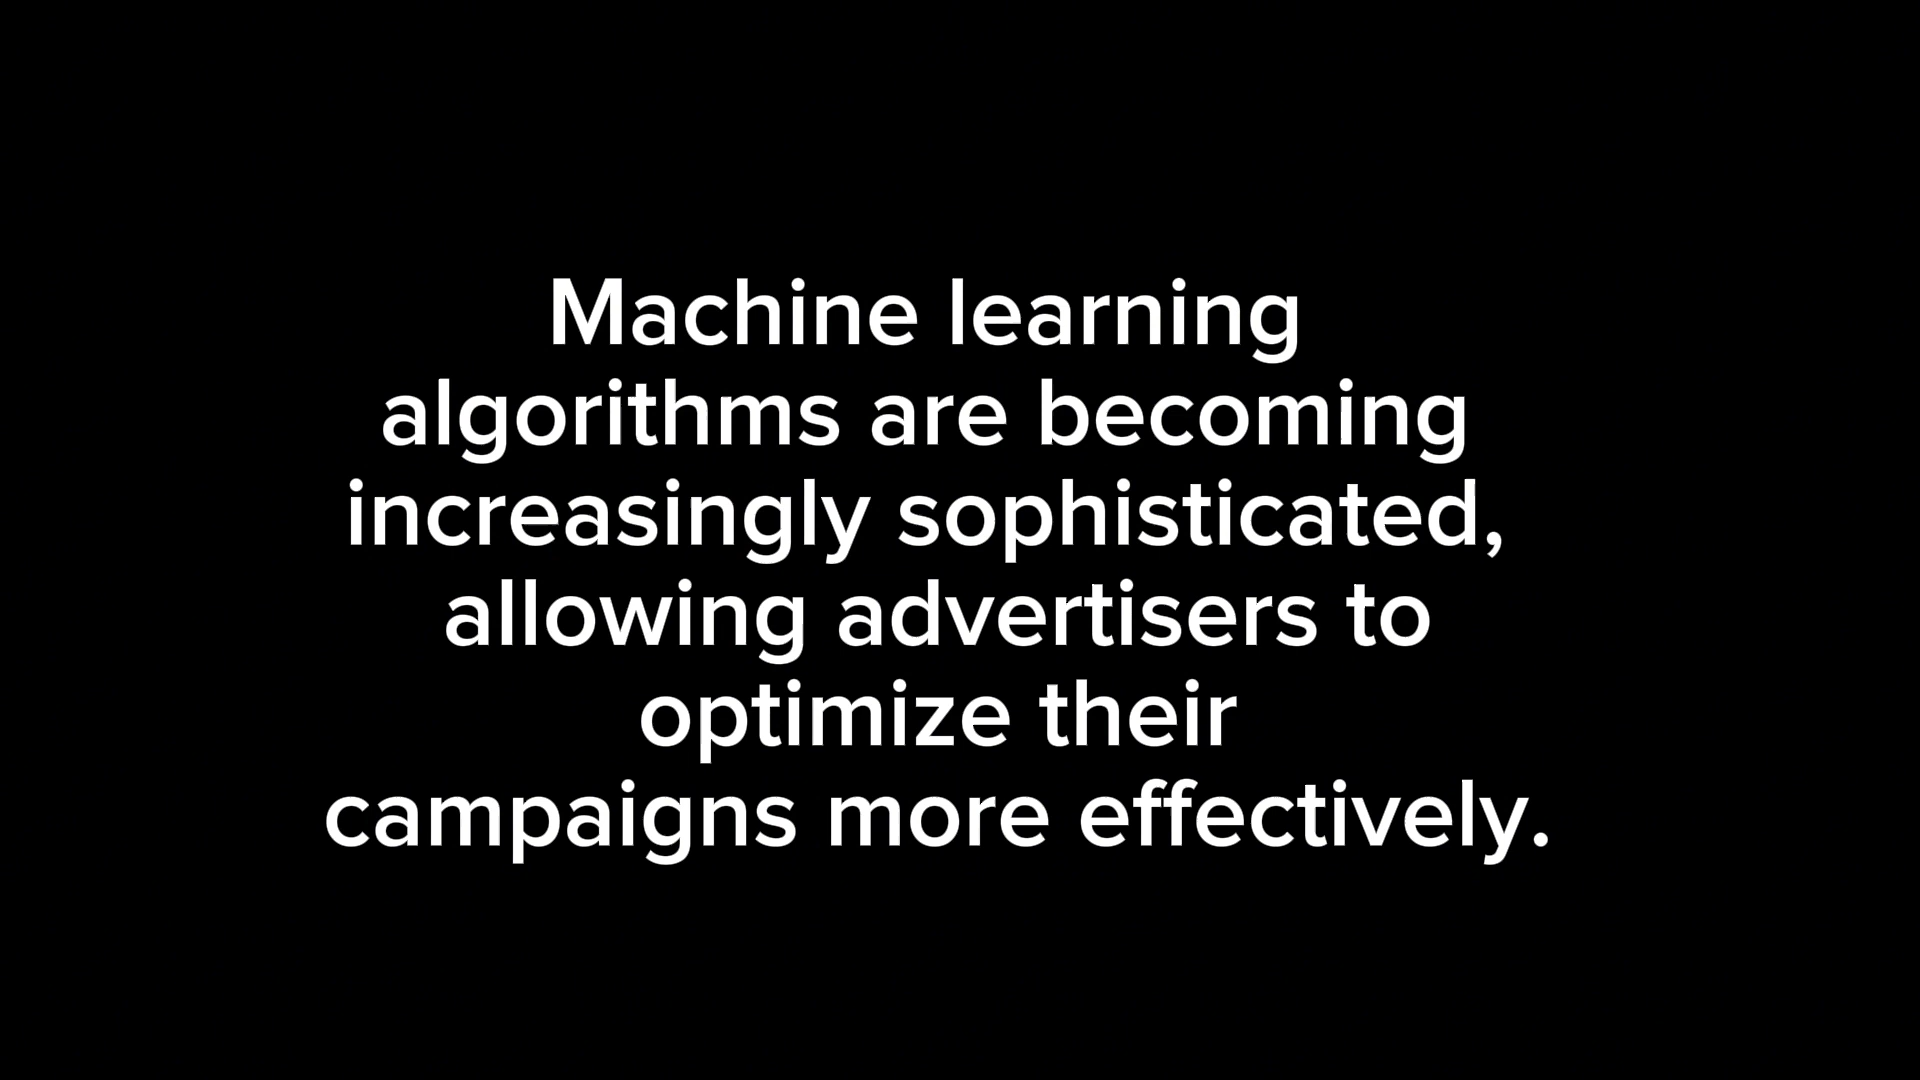 Machine learning
algorithms are becoming
increasingly sophisticated,
allowing advertisers to
optimize their
campaigns more effectively.